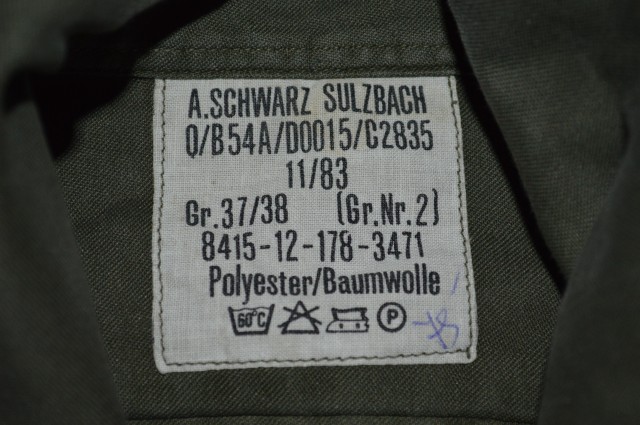 A.SCHWARZ SULZBACH
Q/B54A/D0015/C2835
11/83
Gr.37/38 (Gr.Nr.2)
8415-12-178-3471
Polyester/Baumwolle
60°C P